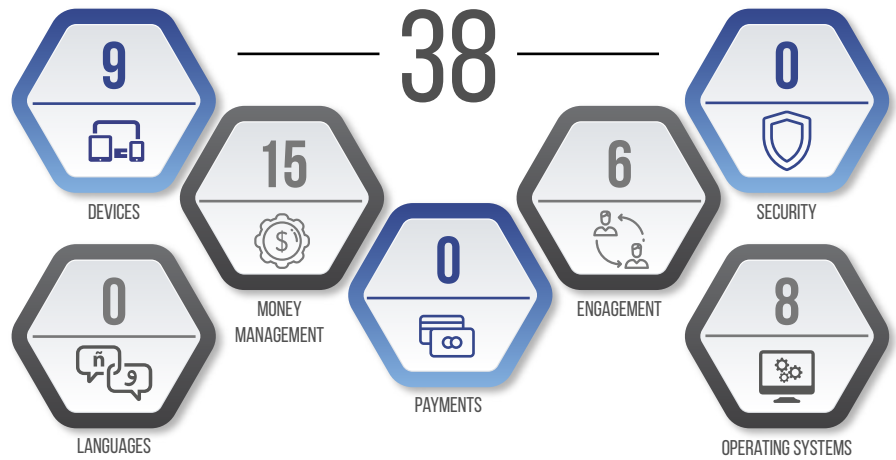 38
9
DEVICES
0
SECURITY
15
$
MONEY
MANAGEMENT
6
ENGAGEMENT
0
PAYMENTS
0
ñ
و
LANGUAGES
8
OPERATING SYSTEMS